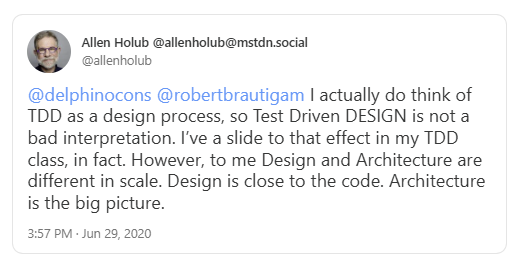 Allen Holub @allenholub@mstdn.social
@allenholub
@delphinocons @robertbrautigam I actually do think of
TDD as a design process, so Test Driven DESIGN is not a
bad interpretation. I’ve a slide to that effect in my TDD
class, in fact. However, to me Design and Architecture are
different in scale. Design is close to the code. Architecture
is the big picture.
3:57 PM · Jun 29, 2020